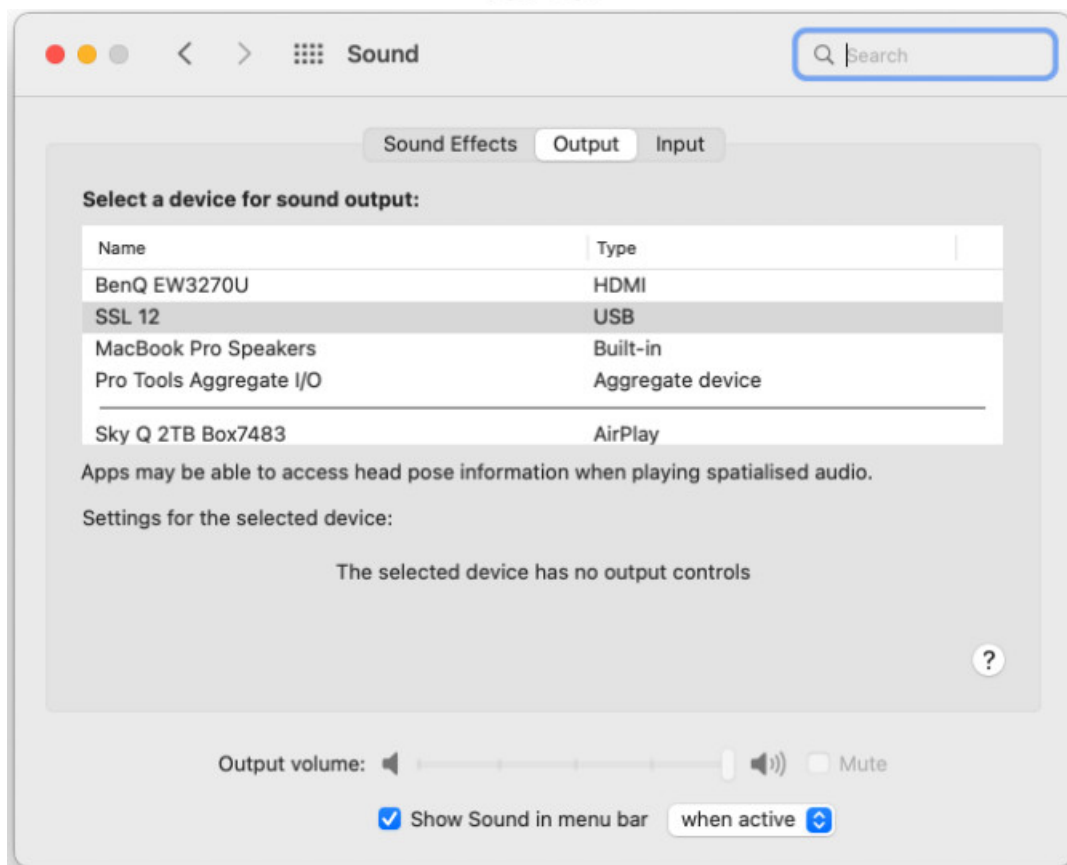 Sound
Search
Sound Effects Output Input
Select a device for sound output:
Name Type
BenQ EW3270U HDMI
SSL 12 USB
MacBook Pro Speakers Built-in
Pro Tools Aggregate I/O Aggregate device
Sky Q 2TB Box7483 AirPlay
Apps may be able to access head pose information when playing spatialised audio.
Settings for the selected device:
The selected device has no output controls
?
Output volume: Mute
Show Sound in menu bar when active